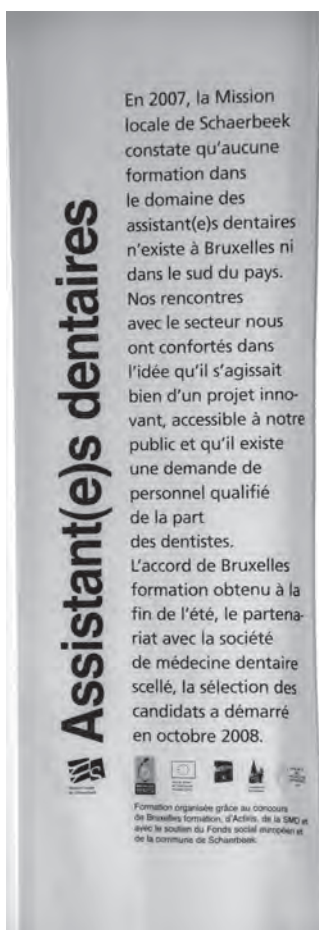 Assistant(e)s dentaires
En 2007, la Mission
locale de Schaerbeek
constate qu'aucune
formation dans
le domaine des
assistant(e)s dentaires
n'existe à Bruxelles ni
dans le sud du pays.
Nos rencontres
avec le secteur nous
ont confortés dans
l'idée qu'il s'agissait
bien d'un projet inno-
vant, accessible à notre
public et qu'il existe
une demande de
personnel qualifié
de la part
des dentistes.
L'accord de Bruxelles
formation obtenu à la
fin de l'été, le partena-
riat avec la société
de médecine dentaire
scellé, la sélection des
candidats a démarré
en octobre 2008.
Formation organisée grâce au concours
de Bruxelles formation, d'Actiris, de la SMD et
avec le soutien du Fonds social européen et
de la commune de Schaerbeek.